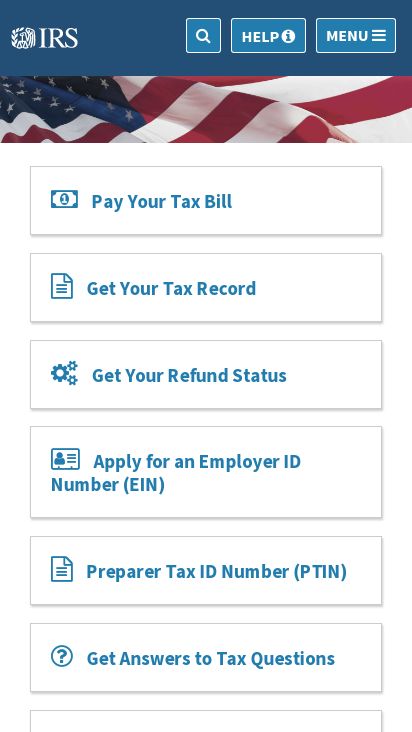 IRS
HELP
MENU
Pay Your Tax Bill
Get Your Tax Record
Get Your Refund Status
Apply for an Employer ID
Number (EIN)
Preparer Tax ID Number (PTIN)
Get Answers to Tax Questions